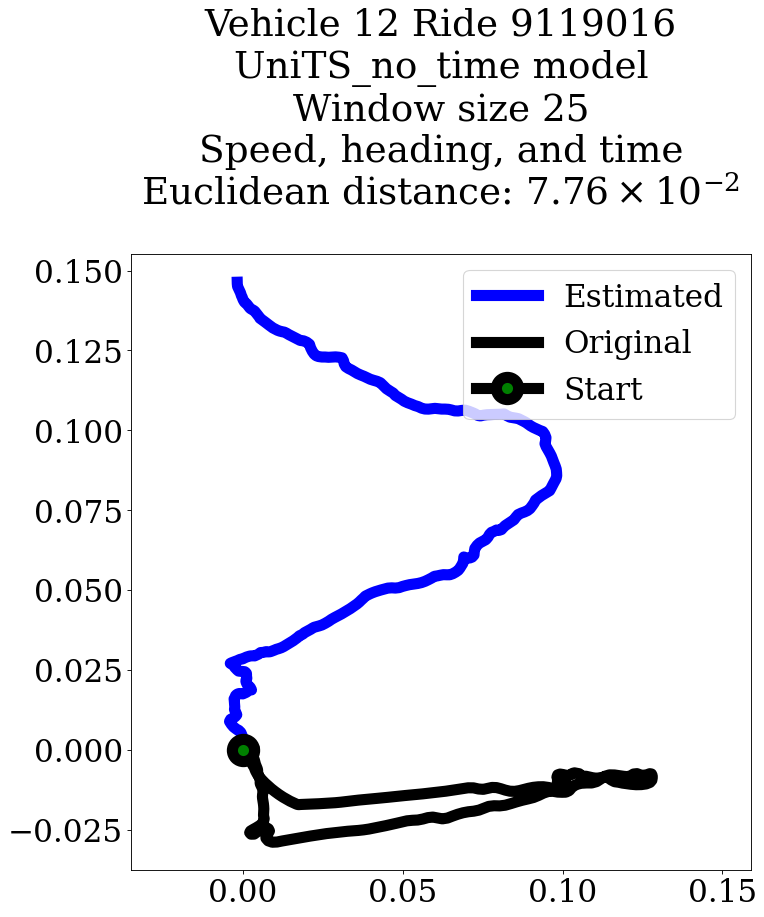 Vehicle 12 Ride 9119016
UniTS_no_time model
Window size 25
Speed, heading, and time
Euclidean distance: 7.76 × 10⁻²
Estimated
Original
Start
0.150
0.125
0.100
0.075
0.050
0.025
0.000
−0.025
0.00 0.05 0.10 0.15